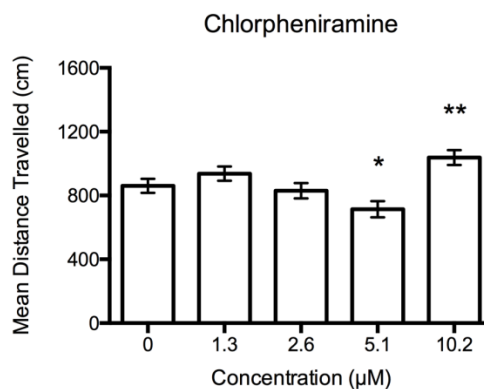 Chlorpheniramine
Mean Distance Travelled (cm)
1600
1200
800
400
0
*
**
0 1.3 2.6 5.1 10.2
Concentration (µM)